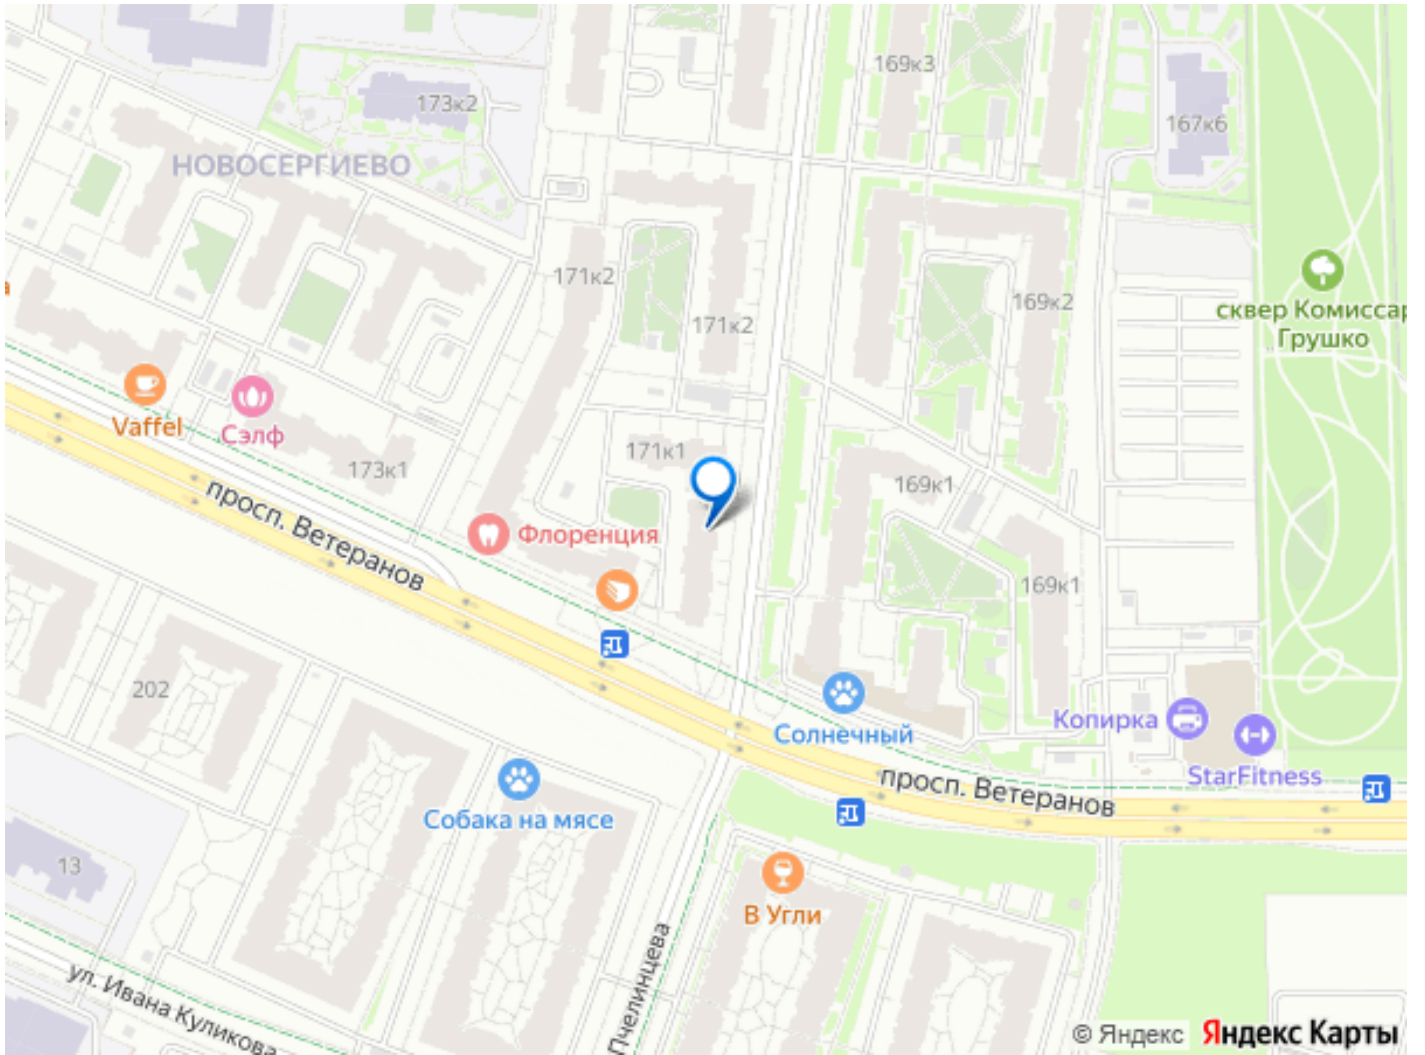 169к3
173к2
167к6
НОВОСЕРГИЕВО
171к2
169к2
171к2
сквер Комиссар
Грушко
Vaffel
Сэлф
173к1
171к1
169к1
просп. Ветеранов
Флоренция
169к1
202
Солнечный
Копирка
StarFitness
просп. Ветеранов
Собака на мясе
13
В Угли
Пчелинцева
ул. Ивана Куликова
© Яндекс Яндекс Карты